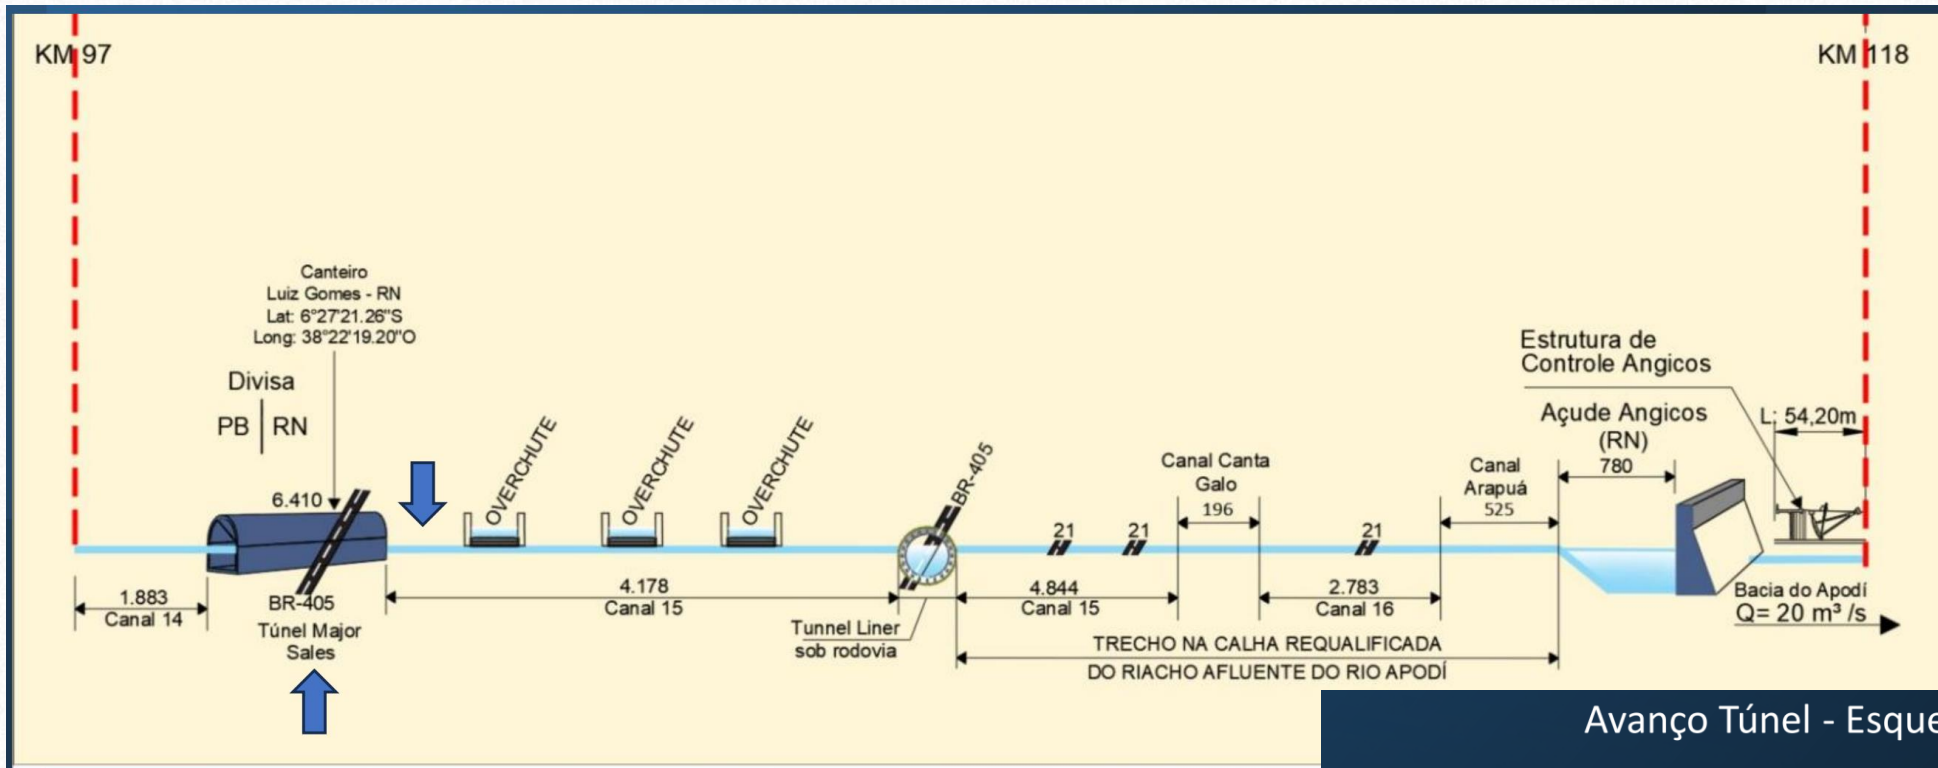 KM 97
KM 118
Canteiro
Luiz Gomes - RN
Lat: 6°27'21.26"S
Long: 38°22'19.20"O
Divisa
PB | RN
6.410
BR-405
Túnel Major
Sales
1.883
Canal 14
OVERCHUTE
OVERCHUTE
OVERCHUTE
4.178
Canal 15
BR-405
Tunnel Liner
sob rodovia
21
21
4.844
Canal 15
Canal Canta
Galo
196
21
2.783
Canal 16
Canal
Arapuá
525
TRECHO NA CALHA REQUALIFICADA
DO RIACHO AFLUENTE DO RIO APODÍ
Estrutura de
Controle Angicos
Açude Angicos
(RN)
780
L: 54,20m
Bacia do Apodí
Q= 20 m³ /s
Avanço Túnel - Esque